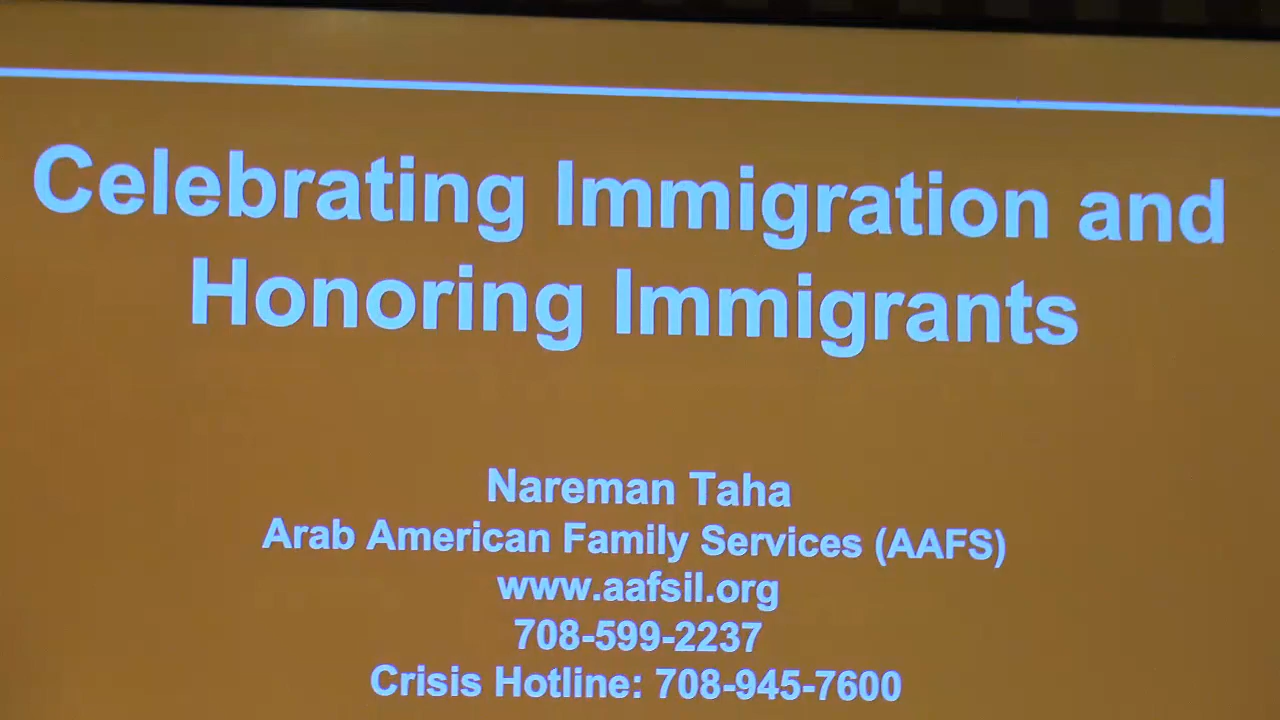 Celebrating Immigration and
Honoring Immigrants
Nareman Taha
Arab American Family Services (AAFS)
www.aafsil.org
708-599-2237
Crisis Hotline: 708-945-7600